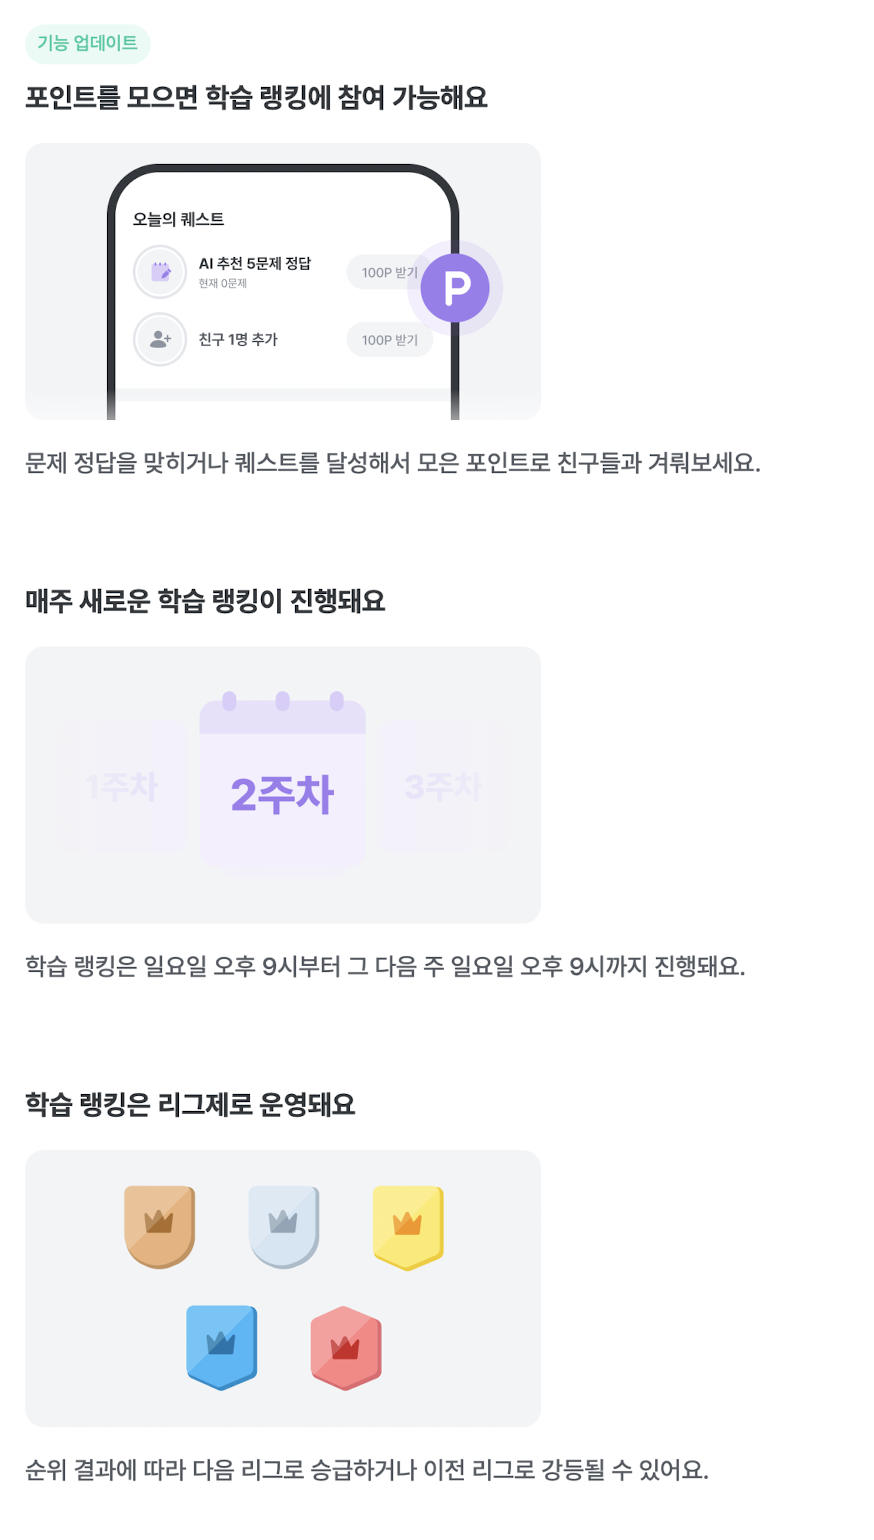 기능 업데이트
포인트를 모으면 학습 랭킹에 참여 가능해요
오늘의 퀘스트
AI 추천 5문제 정답
현재 0문제
100P 받기
P
친구 1명 추가
100P 받기
문제 정답을 맞히거나 퀘스트를 달성해서 모은 포인트로 친구들과 겨뤄보세요.
매주 새로운 학습 랭킹이 진행돼요
1주차
2주차
3주차
학습 랭킹은 일요일 오후 9시부터 그 다음 주 일요일 오후 9시까지 진행돼요.
학습 랭킹은 리그제로 운영돼요
순위 결과에 따라 다음 리그로 승급하거나 이전 리그로 강등될 수 있어요.